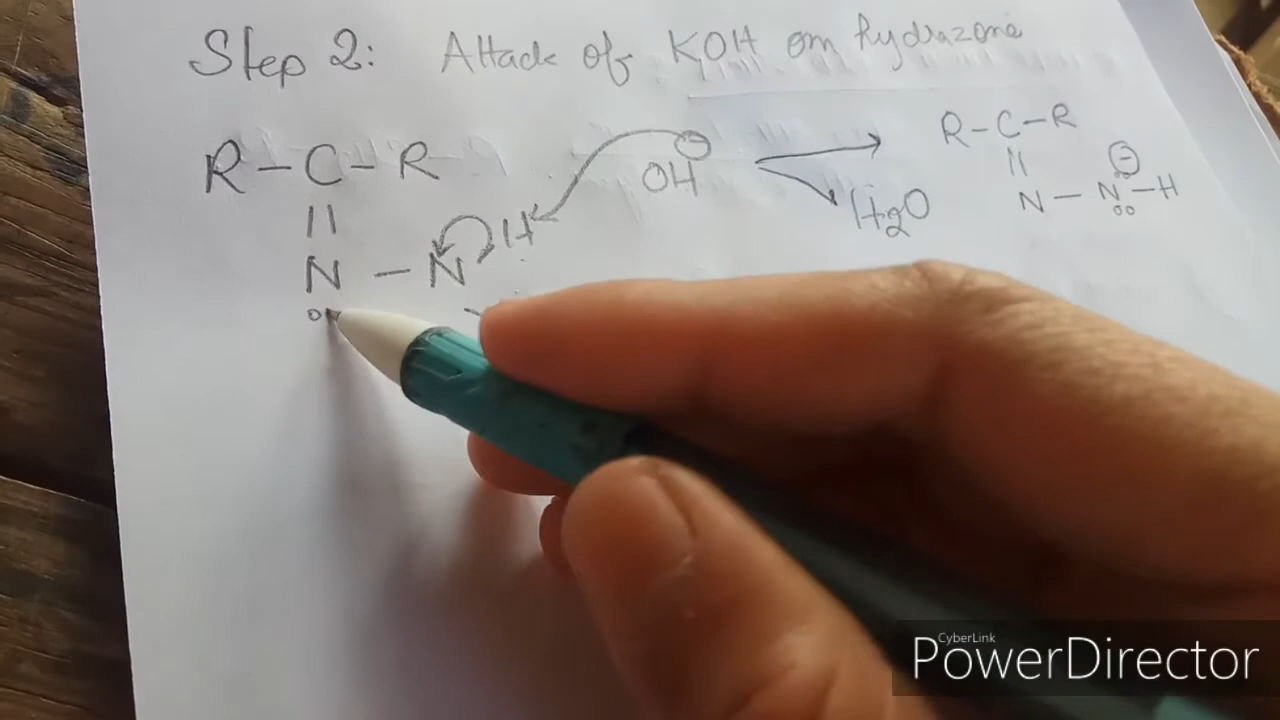 Step 2: Attack of KOH on hydrazone
R-C-R
||
N-N
H
OH
⊖
H2O
R-C-R
||
⊖
N-N-H
CyberLink
PowerDirector